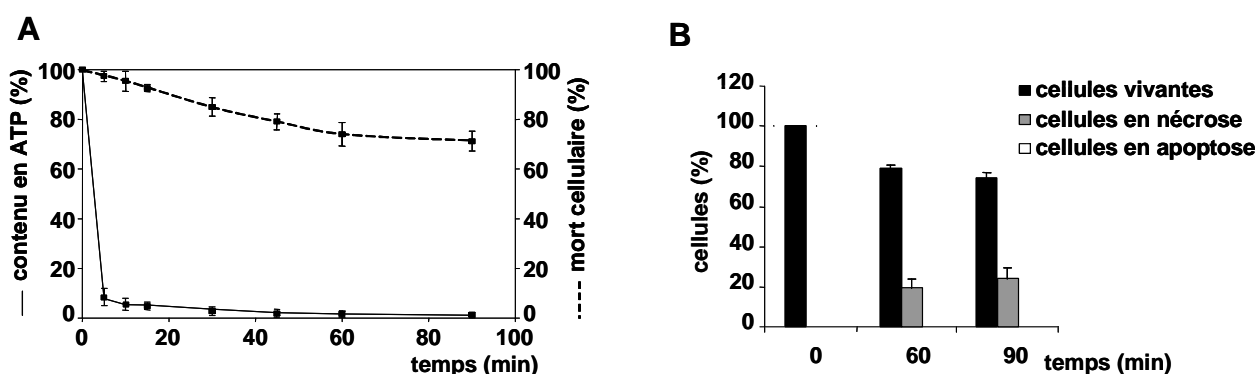 A
contenu en ATP (%)
100
80
60
40
20
0
100
80
60
40
20
0
mort cellulaire (%)
0 20 40 60 80 100
temps (min)
B
cellules (%)
120
100
80
60
40
20
0
cellules vivantes
cellules en nécrose
cellules en apoptose
0 60 90 temps (min)